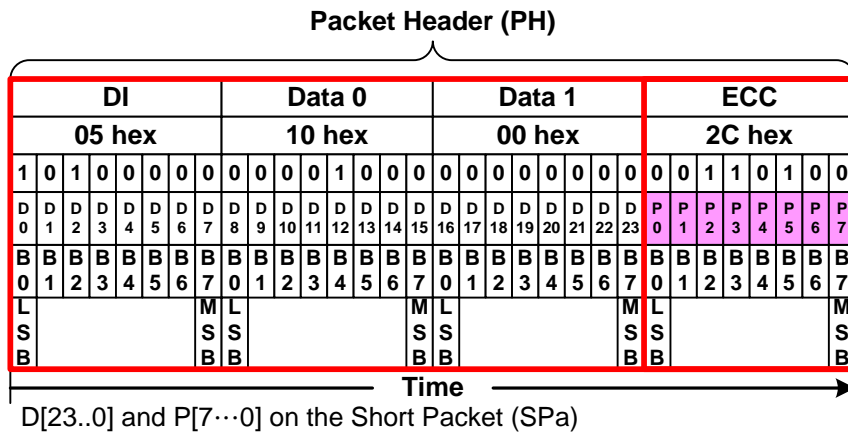 Packet Header (PH)
DI Data 0 Data 1 ECC
05 hex 10 hex 00 hex 2C hex
1 0 1 0 0 0 0 0 0 0 0 0 1 0 0 0 0 0 0 0 0 0 0 0 0 0 1 1 0 1 0 0
D0 D1 D2 D3 D4 D5 D6 D7 D8 D9 D10 D11 D12 D13 D14 D15 D16 D17 D18 D19 D20 D21 D22 D23 P0 P1 P2 P3 P4 P5 P6 P7
B0 B1 B2 B3 B4 B5 B6 B7 B0 B1 B2 B3 B4 B5 B6 B7 B0 B1 B2 B3 B4 B5 B6 B7 B0 B1 B2 B3 B4 B5 B6 B7
LSB MSB LSB MSB LSB MSB LSB MSB
Time
D[23..0] and P[7⋯0] on the Short Packet (SPa)